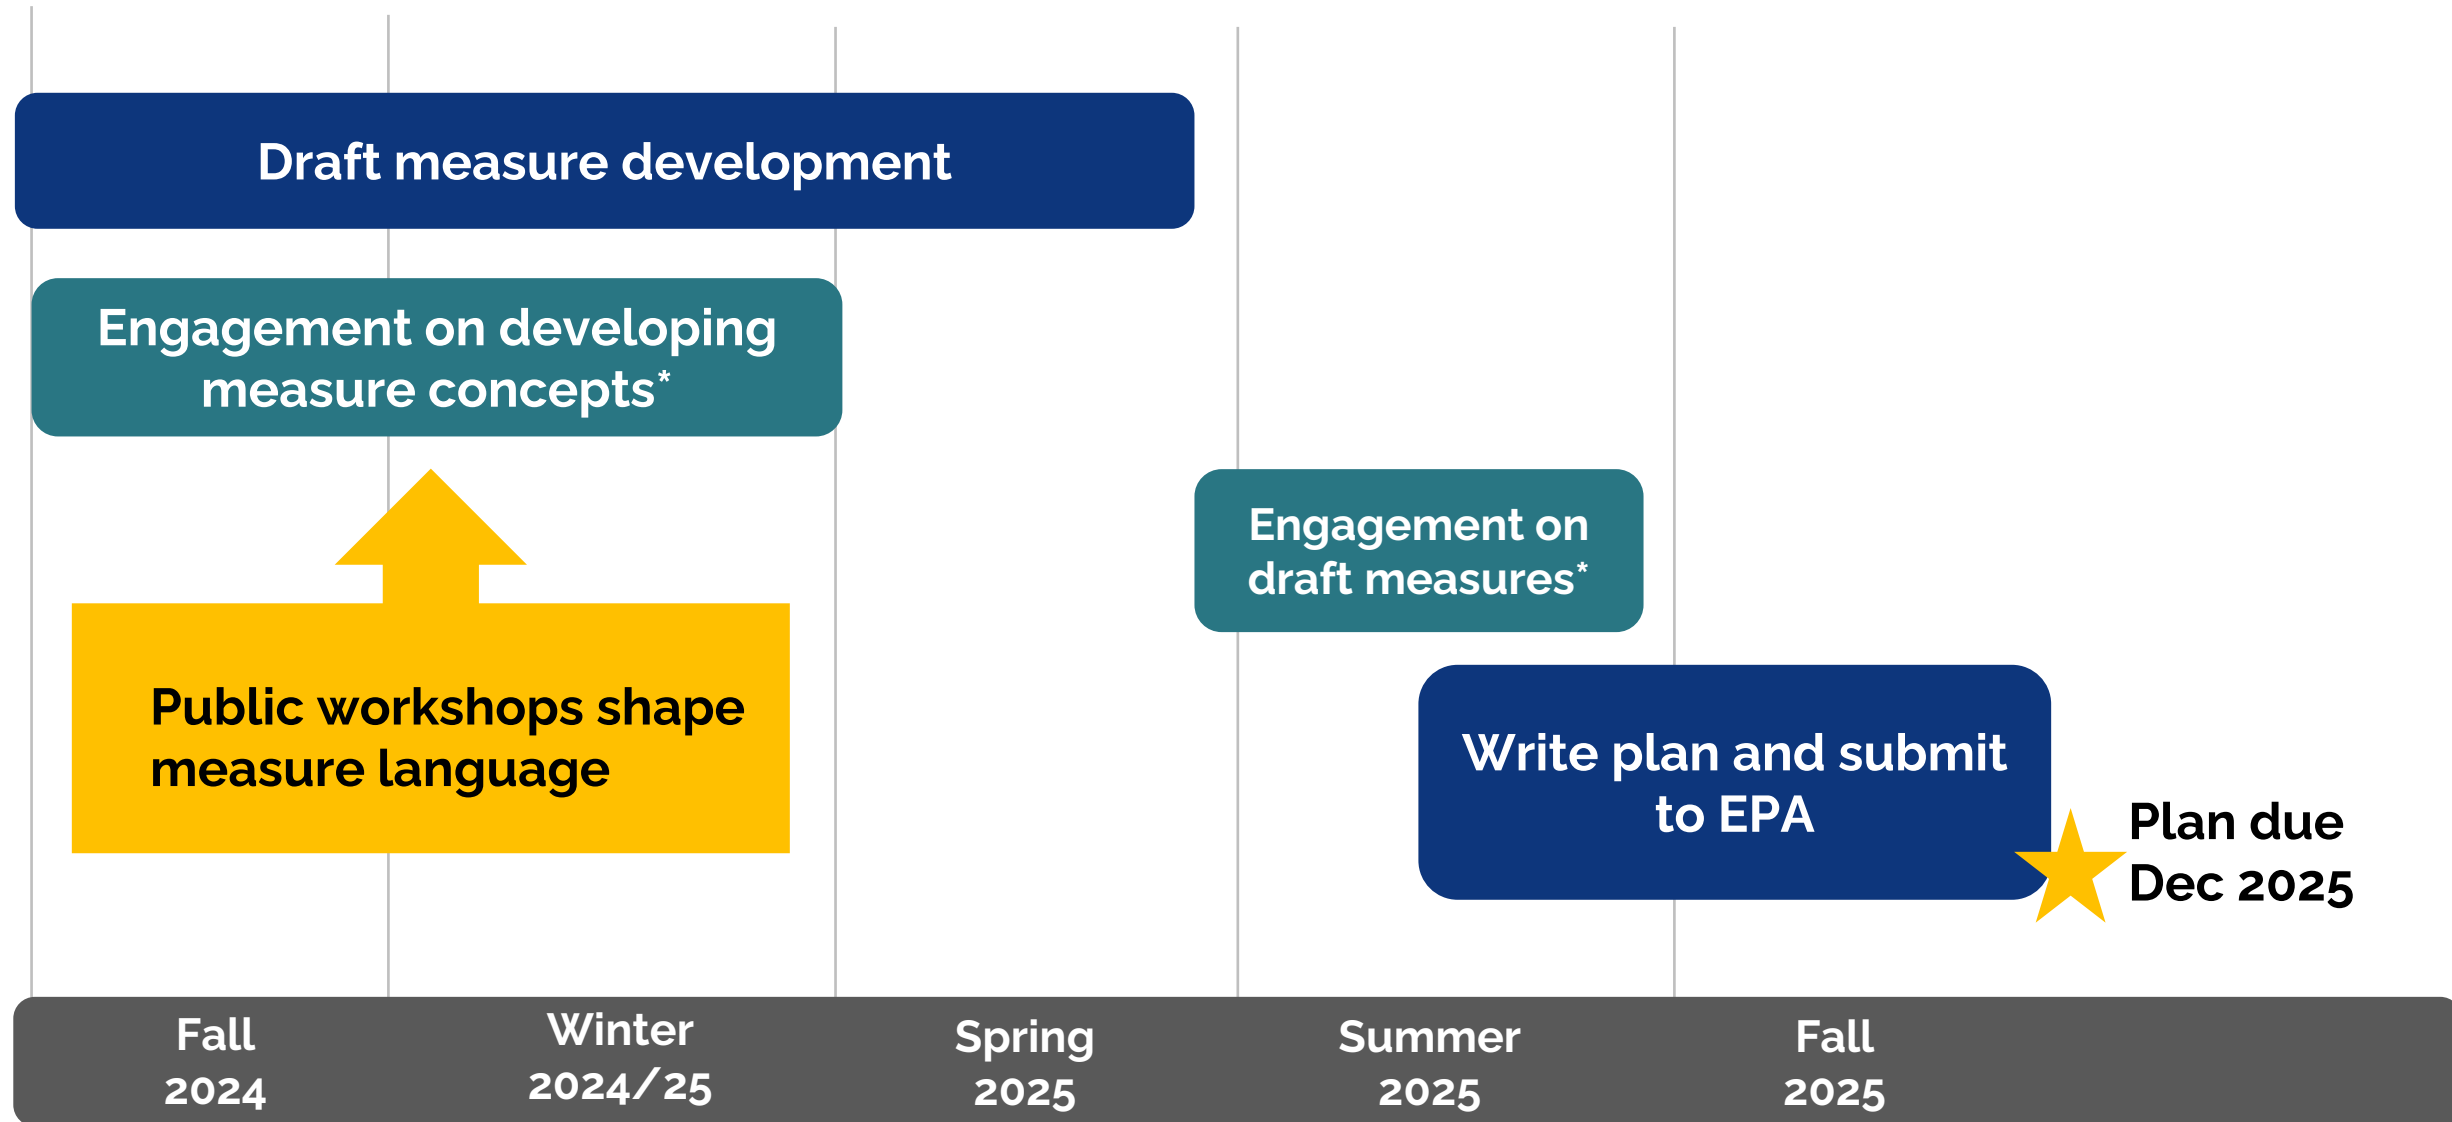 Draft measure development
Engagement on developing
measure concepts*
Engagement on
draft measures*
Public workshops shape
measure language
Write plan and submit
to EPA
Plan due
Dec 2025
Fall
2024
Winter
2024/25
Spring
2025
Summer
2025
Fall
2025